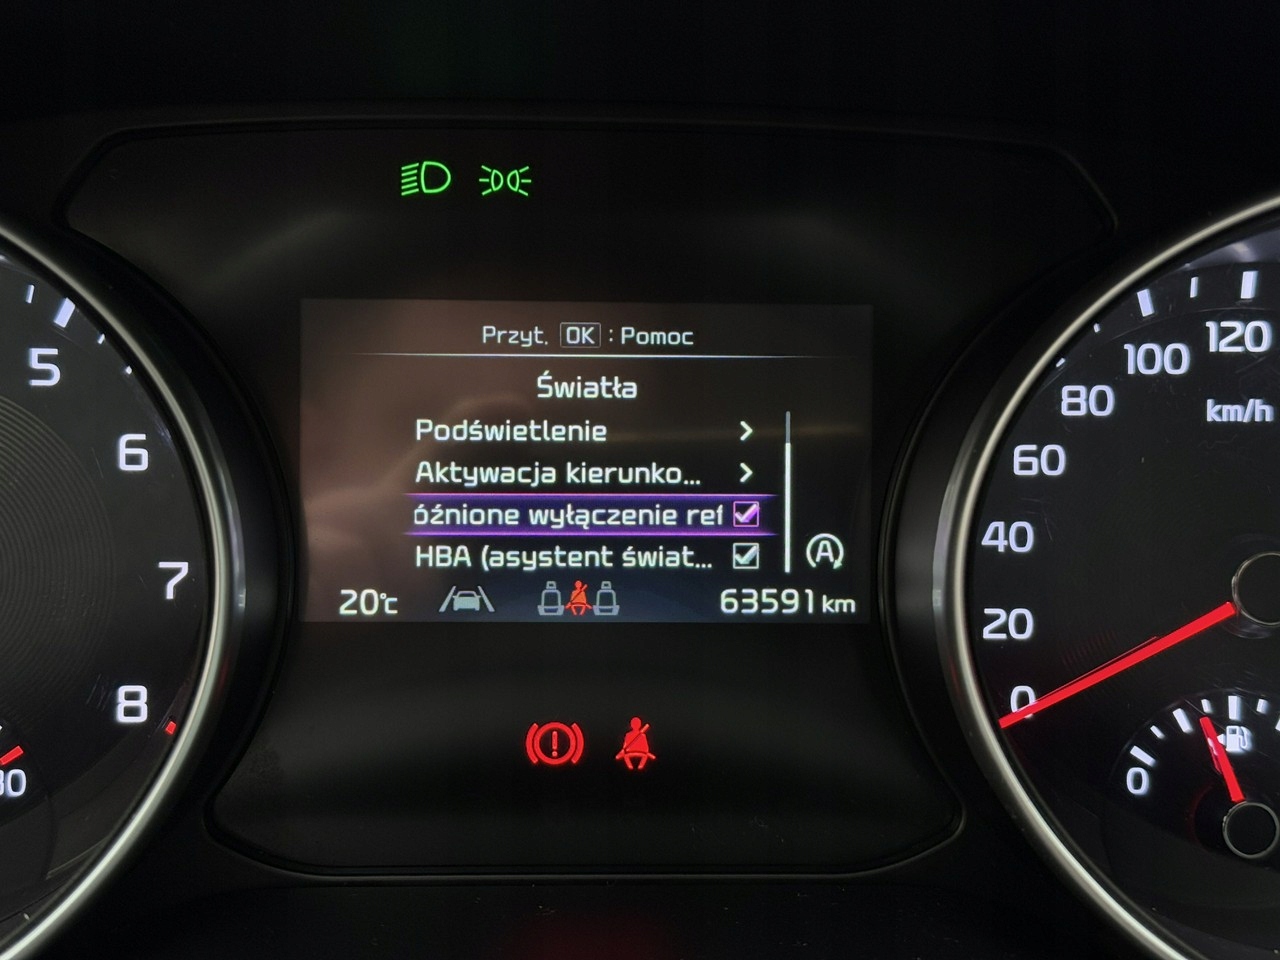 Przyt. OK : Pomoc
Światła
Podświetlenie
Aktywacja kierunko...
óźnione wyłączenie ref
HBA (asystent świat...
A
20°c
63591 km
5
6
7
8
120
100
80
km/h
60
40
20
0
0